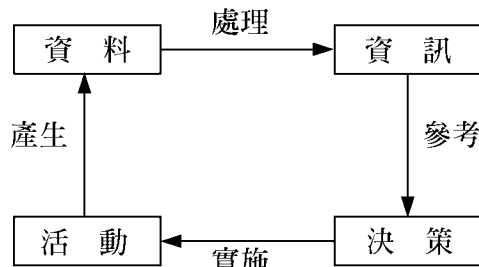 處理
資 料
資 訊
產生
參考
活 動
決 策
實施